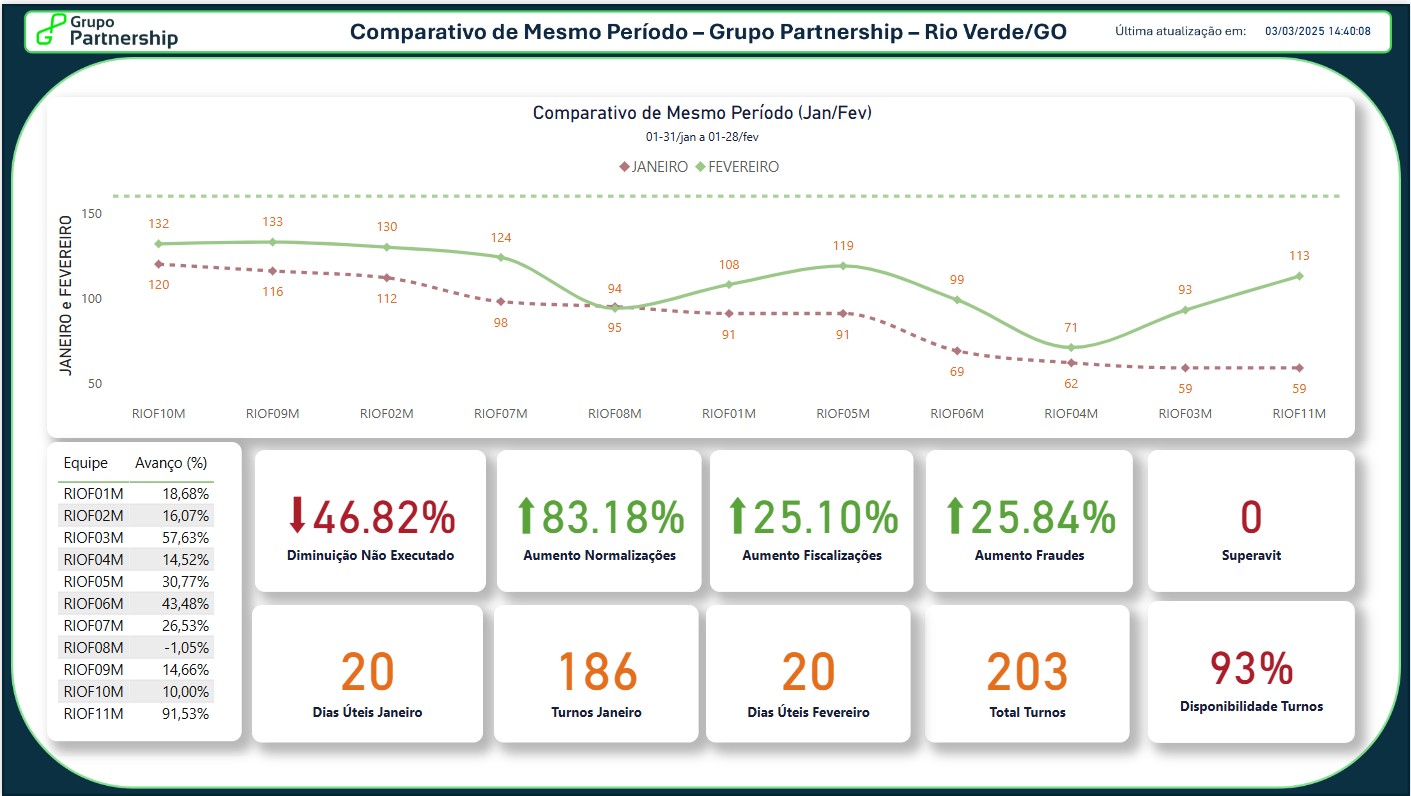 Grupo
Partnership
Comparativo de Mesmo Período – Grupo Partnership – Rio Verde/GO
Última atualização em: 03/03/2025 14:40:08
Comparativo de Mesmo Período (Jan/Fev)
01-31/jan a 01-28/fev
JANEIRO FEVEREIRO
JANEIRO e FEVEREIRO
150
100
50
132 133 130 124 94 108 119 99 71 93 113
120 116 112 98 95 91 91 69 62 59 59
RIOF10M RIOF09M RIOF02M RIOF07M RIOF08M RIOF01M RIOF05M RIOF06M RIOF04M RIOF03M RIOF11M
Equipe Avanço (%)
RIOF01M 18,68%
RIOF02M 16,07%
RIOF03M 57,63%
RIOF04M 14,52%
RIOF05M 30,77%
RIOF06M 43,48%
RIOF07M 26,53%
RIOF08M -1,05%
RIOF09M 14,66%
RIOF10M 10,00%
RIOF11M 91,53%
⬇46.82%
Diminuição Não Executado
⬆83.18%
Aumento Normalizações
⬆25.10%
Aumento Fiscalizações
⬆25.84%
Aumento Fraudes
0
Superavit
20
Dias Úteis Janeiro
186
Turnos Janeiro
20
Dias Úteis Fevereiro
203
Total Turnos
93%
Disponibilidade Turnos